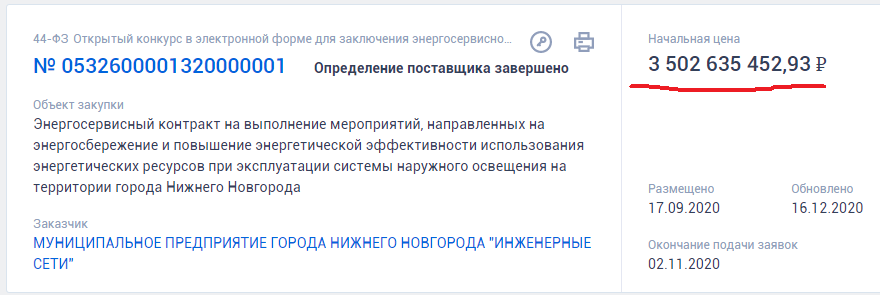 44-ФЗ Открытый конкурс в электронной форме для заключения энергосервисно...
№ 0532600001320000001 Определение поставщика завершено
Объект закупки
Энергосервисный контракт на выполнение мероприятий, направленных на
энергосбережение и повышение энергетической эффективности использования
энергетических ресурсов при эксплуатации системы наружного освещения на
территории города Нижнего Новгорода
Заказчик
МУНИЦИПАЛЬНОЕ ПРЕДПРИЯТИЕ ГОРОДА НИЖНЕГО НОВГОРОДА "ИНЖЕНЕРНЫЕ
СЕТИ"
Начальная цена
3 502 635 452,93 ₽
Размещено Обновлено
17.09.2020 16.12.2020
Окончание подачи заявок
02.11.2020